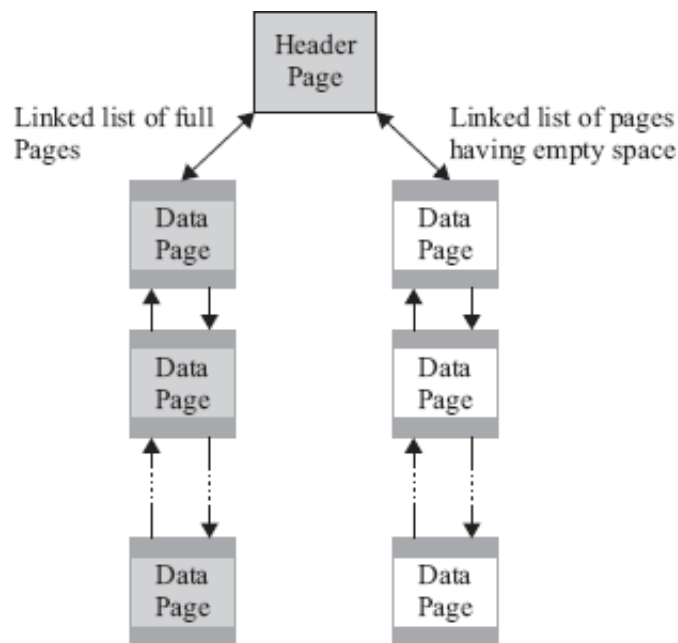 Header
Page
Linked list of full
Pages
Linked list of pages
having empty space
Data
Page
Data
Page
Data
Page
Data
Page
Data
Page
Data
Page